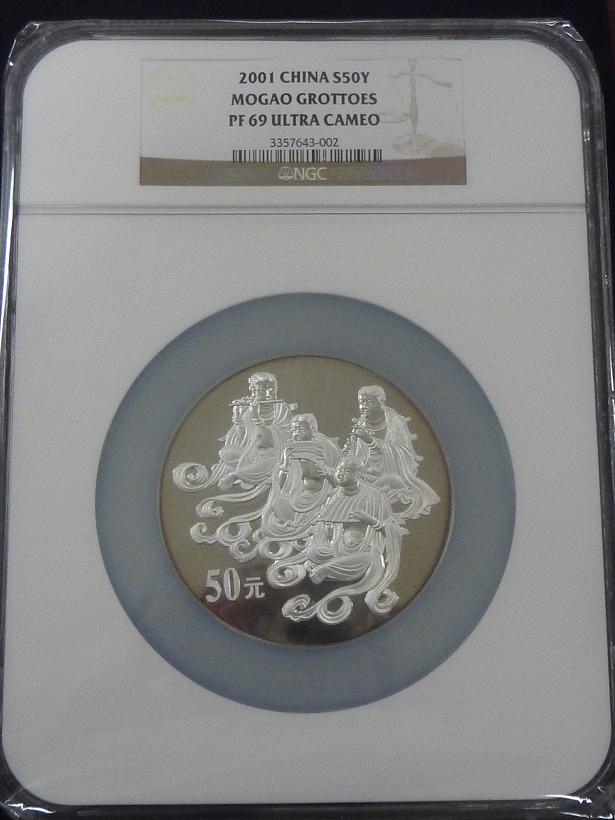 2001 CHINA S50Y
MOGAO GROTTOES
PF 69 ULTRA CAMEO
3357643-002
NGC
50元